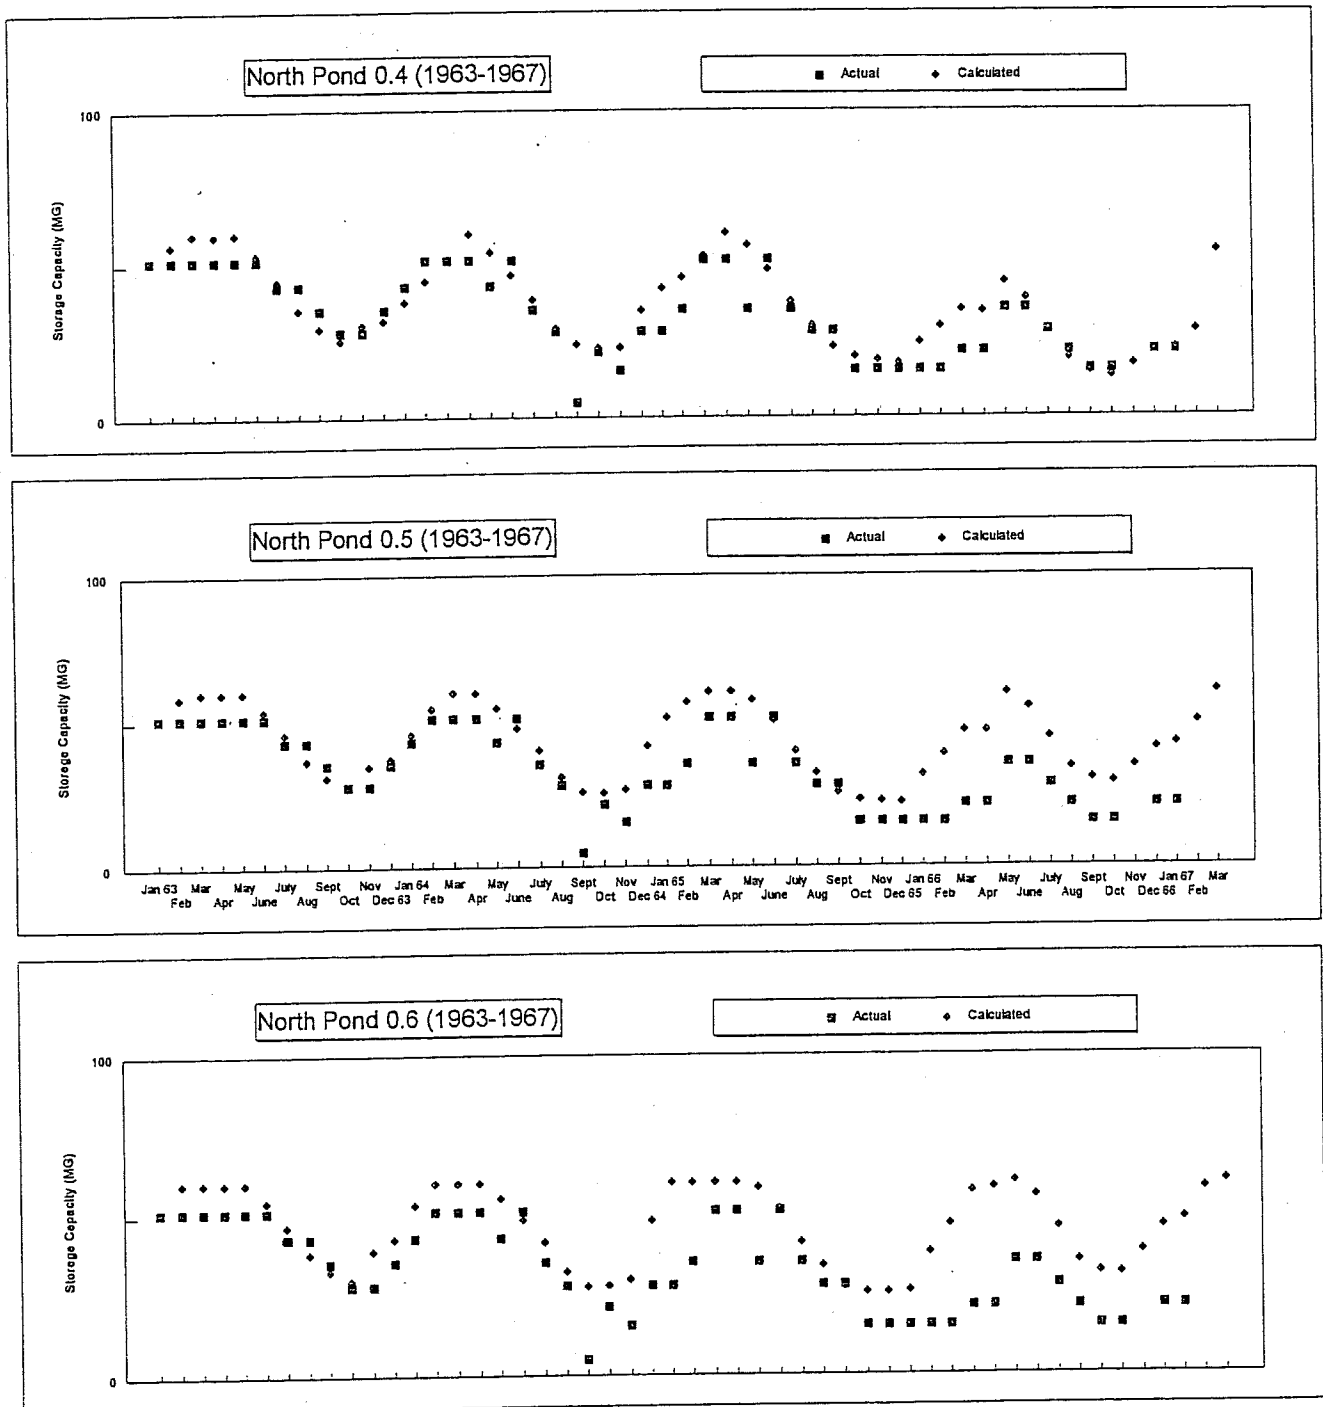 North Pond 0.4 (1963-1967)
Actual Calculated
100
Storage Capacity (MG)
0
North Pond 0.5 (1963-1967)
Actual Calculated
100
Storage Capacity (MG)
0
Jan 63 Mar May July Sept Nov Jan 64 Mar May July Sept Nov Jan 65 Mar May July Sept Nov Jan 66 Mar May July Sept Nov Jan 67 Mar
Feb Apr June Aug Oct Dec 63 Feb Apr June Aug Oct Dec 64 Feb Apr June Aug Oct Dec 65 Feb Apr June Aug Oct Dec 66 Feb
North Pond 0.6 (1963-1967)
Actual Calculated
100
Storage Capacity (MG)
0